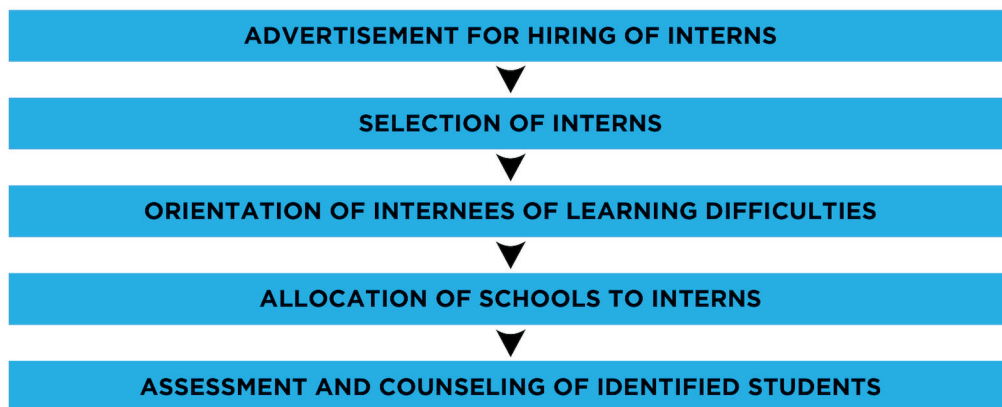 ADVERTISEMENT FOR HIRING OF INTERNS
SELECTION OF INTERNS
ORIENTATION OF INTERNEES OF LEARNING DIFFICULTIES
ALLOCATION OF SCHOOLS TO INTERNS
ASSESSMENT AND COUNSELING OF IDENTIFIED STUDENTS